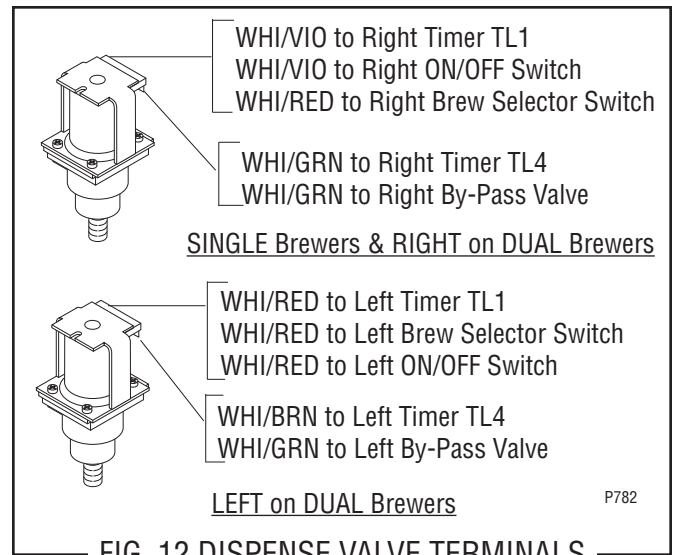 WHI/VIO to Right Timer TL1
WHI/VIO to Right ON/OFF Switch
WHI/RED to Right Brew Selector Switch
WHI/GRN to Right Timer TL4
WHI/GRN to Right By-Pass Valve
SINGLE Brewers & RIGHT on DUAL Brewers
WHI/RED to Left Timer TL1
WHI/RED to Left Brew Selector Switch
WHI/RED to Left ON/OFF Switch
WHI/BRN to Left Timer TL4
WHI/GRN to Left By-Pass Valve
LEFT on DUAL Brewers
P782
FIG. 12 DISPENSE VALVE TERMINALS